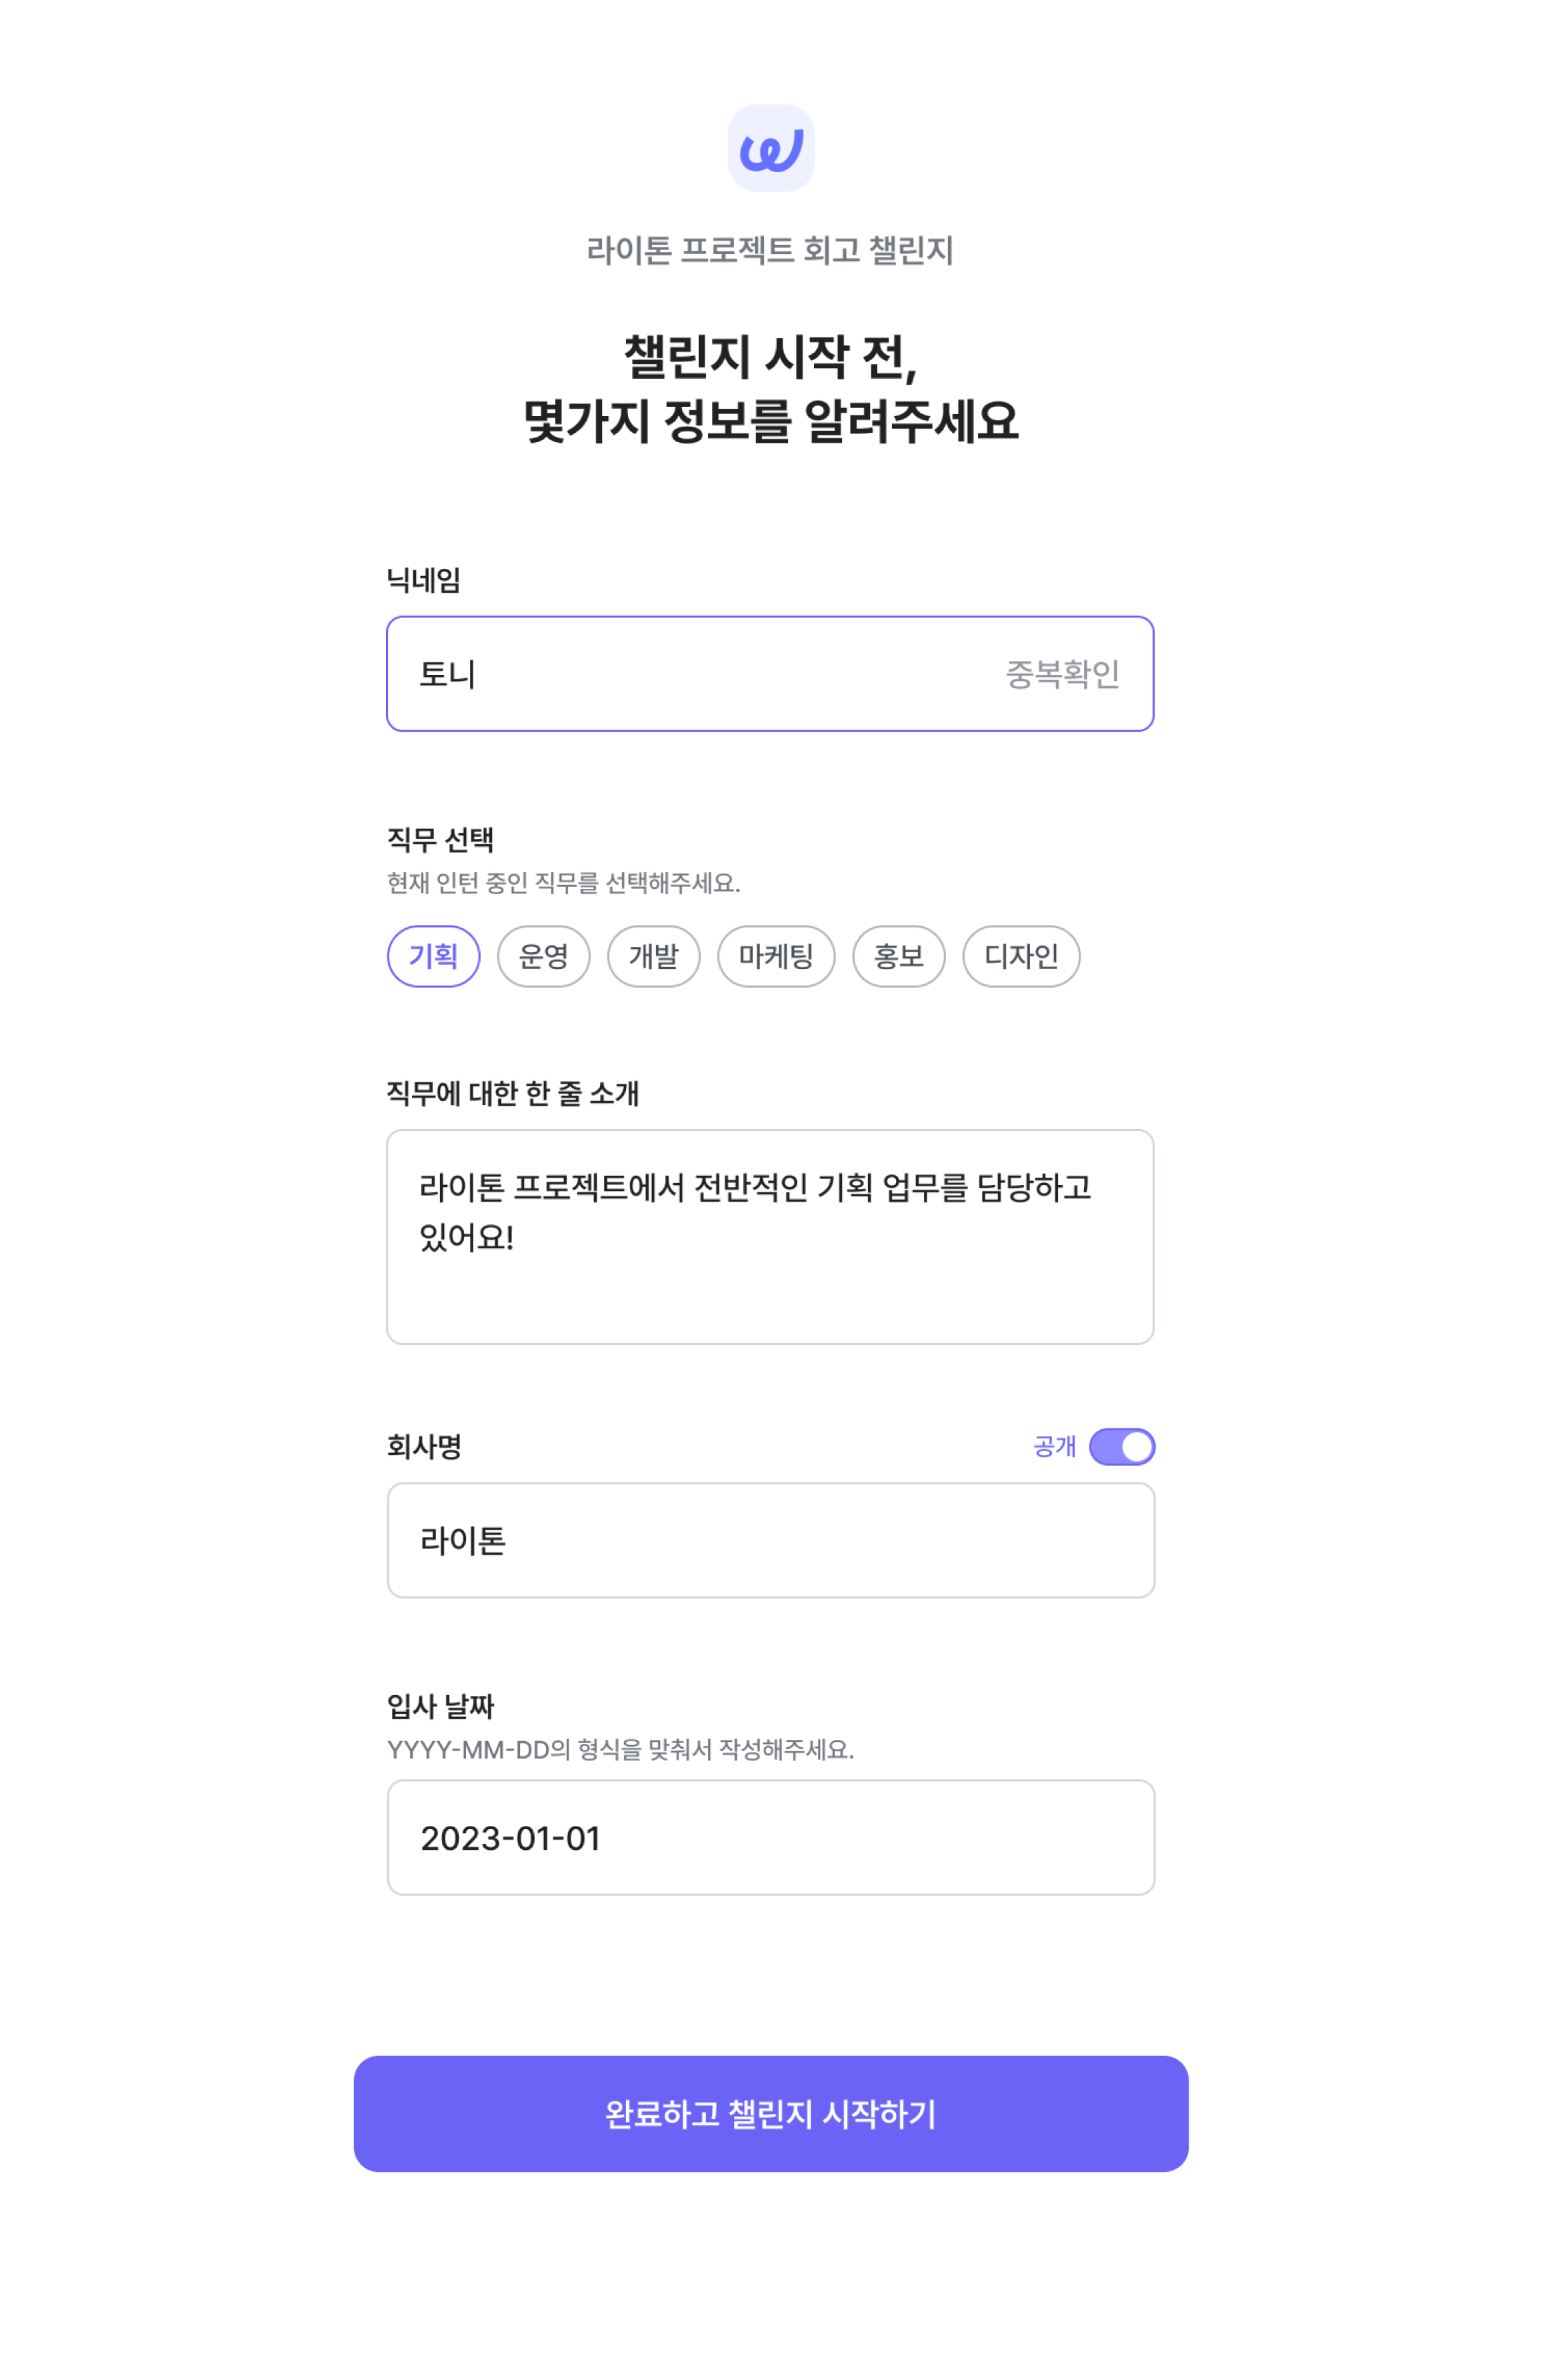 라이톤 프로젝트 회고 챌린지
챌린지 시작 전,
몇가지 정보를 알려주세요
닉네임
토니 중복확인
직무 선택
현재 인턴 중인 직무를 선택해주세요.
기획 운영 개발 마케팅 홍보 디자인
직무에 대한 한 줄 소개
라이톤 프로젝트에서 전반적인 기획 업무를 담당하고
있어요!
회사명 공개
라이톤
입사 날짜
YYYY-MM-DD의 형식을 맞춰서 작성해주세요.
2023-01-01
완료하고 챌린지 시작하기